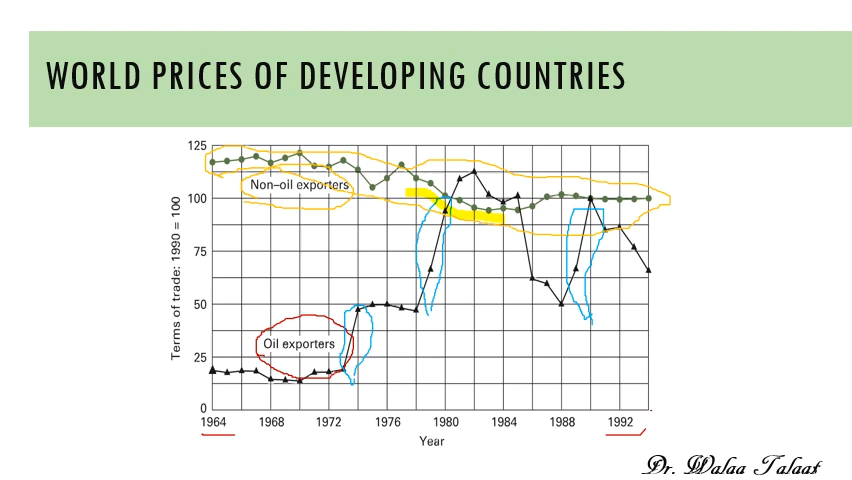 WORLD PRICES OF DEVELOPING COUNTRIES
125
100
75
50
25
0
Terms of trade: 1990 = 100
Non–oil exporters
Oil exporters
1964 1968 1972 1976 1980 1984 1988 1992
Year
Dr. Walaa Talaat